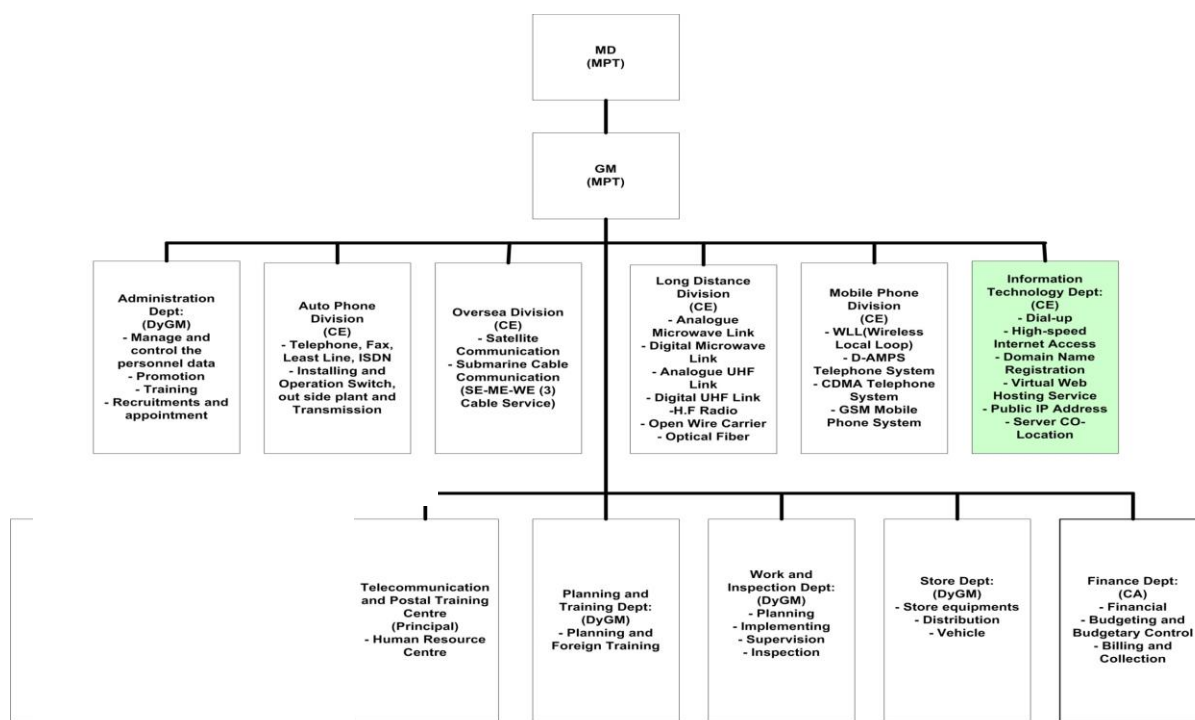 MD
(MPT)
GM
(MPT)
Administration
Dept:
(DyGM)
- Manage and
control the
personnel data
- Promotion
- Training
- Recruitments and
appointment
Auto Phone
Division
(CE)
- Telephone, Fax,
Least Line, ISDN
- Installing and
Operation Switch,
out side plant and
Transmission
Oversea Division
(CE)
- Satellite
Communication
- Submarine Cable
Communication
(SE-ME-WE (3)
Cable Service)
Long Distance
Division
(CE)
- Analogue
Microwave Link
- Digital Microwave
Link
- Analogue UHF
Link
- Digital UHF Link
-H.F Radio
- Open Wire Carrier
- Optical Fiber
Mobile Phone
Division
(CE)
- WLL(Wireless
Local Loop)
- D-AMPS
Telephone System
- CDMA Telephone
System
- GSM Mobile
Phone System
Information
Technology Dept:
(CE)
- Dial-up
- High-speed
Internet Access
- Domain Name
Registration
- Virtual Web
Hosting Service
- Public IP Address
- Server CO-
Location
Telecommunication
and Postal Training
Centre
(Principal)
- Human Resource
Centre
Planning and
Training Dept:
(DyGM)
- Planning and
Foreign Training
Work and
Inspection Dept:
(DyGM)
- Planning
- Implementing
- Supervision
- Inspection
Store Dept:
(DyGM)
- Store equipments
- Distribution
- Vehicle
Finance Dept:
(CA)
- Financial
- Budgeting and
Budgetary Control
- Billing and
Collection